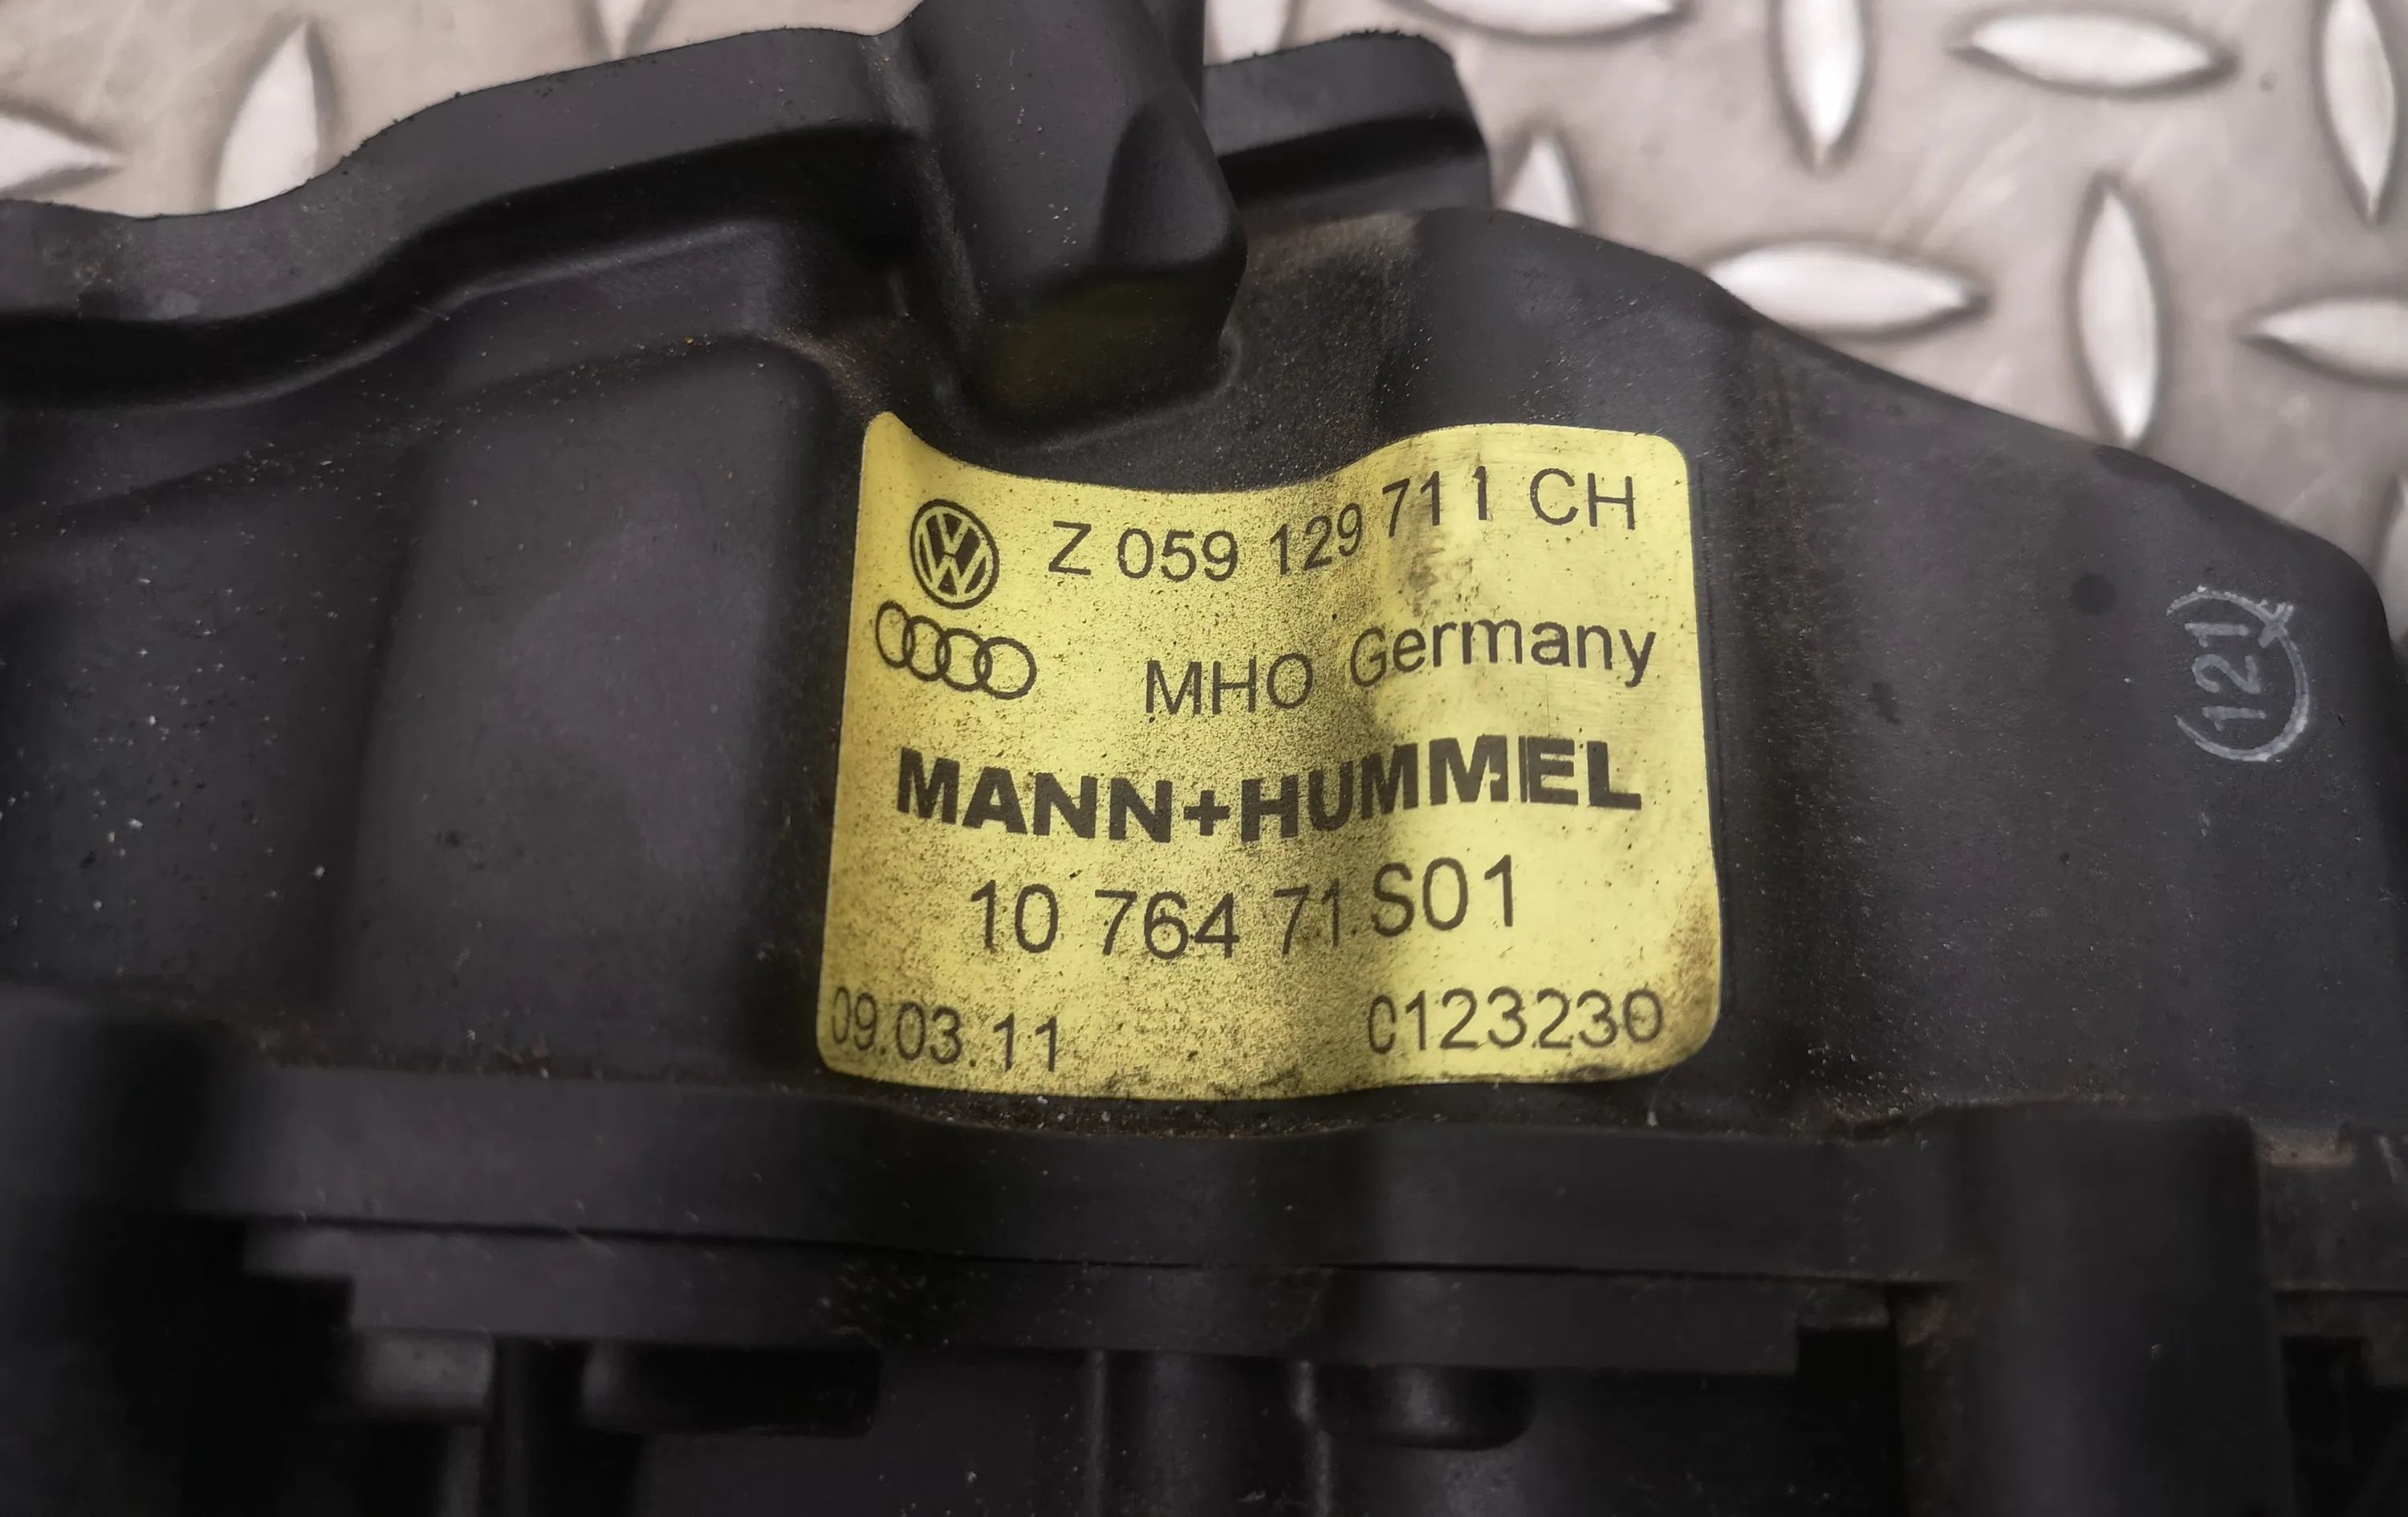 Z 059 129 711 CH
MHO Germany
MANN+HUMMEL
10 764 71 S01
09.03.11 0123230
(121)